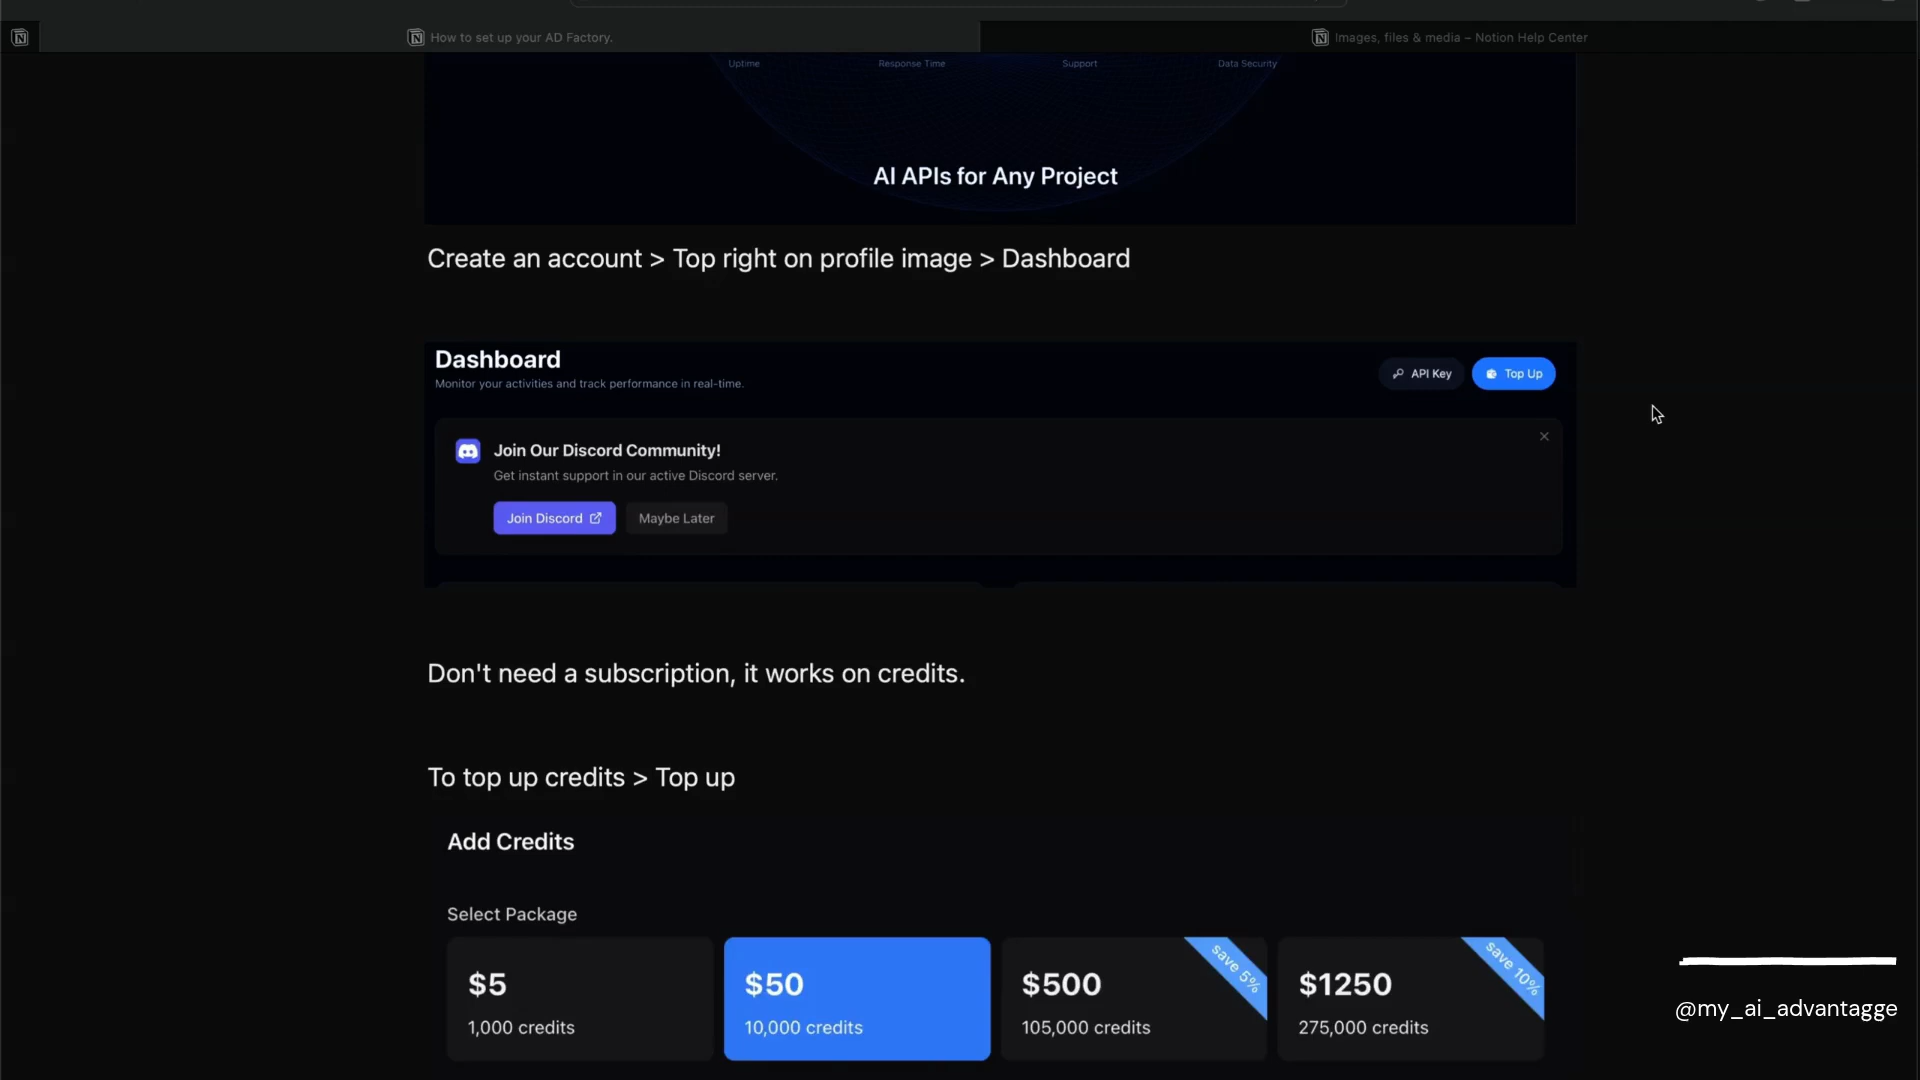 How to set up your AD Factory.
Images, files & media – Notion Help Center
Uptime
Response Time
Support
Data Security
AI APIs for Any Project
Create an account > Top right on profile image > Dashboard
Dashboard
Monitor your activities and track performance in real-time.
API Key
Top Up
Join Our Discord Community!
Get instant support in our active Discord server.
Join Discord
Maybe Later
Don't need a subscription, it works on credits.
To top up credits > Top up
Add Credits
Select Package
$5
1,000 credits
$50
10,000 credits
save 5%
$500
105,000 credits
save 10%
$1250
275,000 credits
@my_ai_advantagge